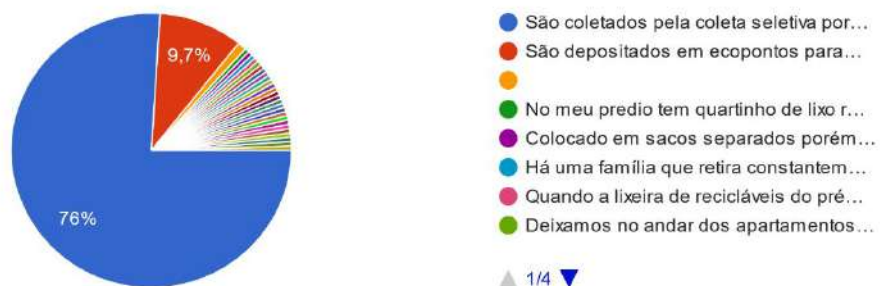 9,7%
76%
São coletados pela coleta seletiva por...
São depositados em ecopontos para...
No meu predio tem quartinho de lixo r...
Colocado em sacos separados porém...
Há uma família que retira constantem...
Quando a lixeira de recicláveis do pré...
Deixamos no andar dos apartamentos...
1/4